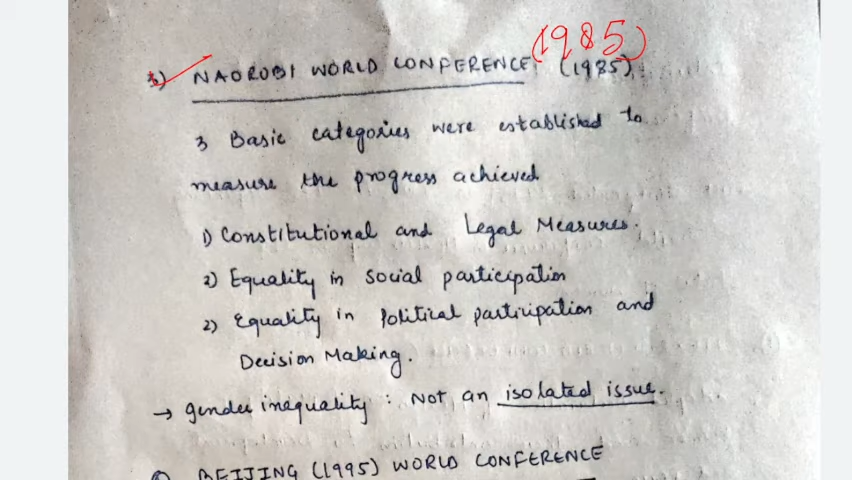 3) NAOROBI WORLD CONFERENCE (1985) (1985):
3 Basic categories were established to
measure the progress achieved
1) Constitutional and Legal Measures.
2) Equality in social participation
2) Equality in Political participation and
Decision Making.
→ gender inequality : Not an isolated issue.
BEIJING (1995) WORLD CONFERENCE